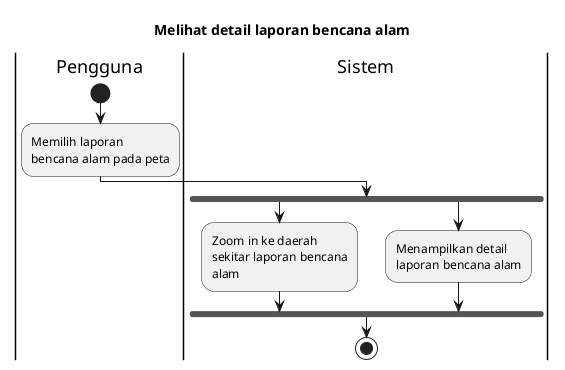 Melihat detail laporan bencana alam
Pengguna
Sistem
Memilih laporan
bencana alam pada peta
Zoom in ke daerah
sekitar laporan bencana
alam
Menampilkan detail
laporan bencana alam